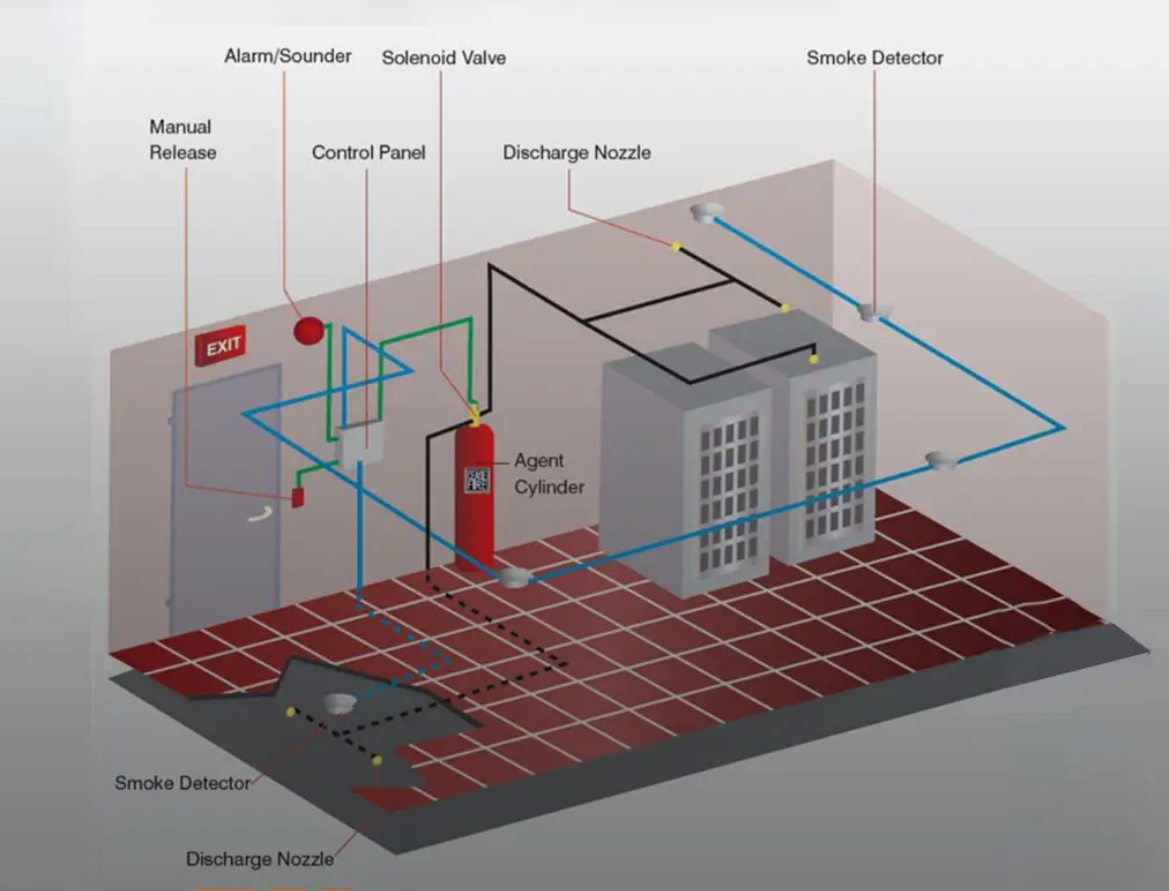 Alarm/Sounder
Solenoid Valve
Smoke Detector
Manual
Release
Control Panel
Discharge Nozzle
EXIT
Agent
Cylinder
Smoke Detector
Discharge Nozzle